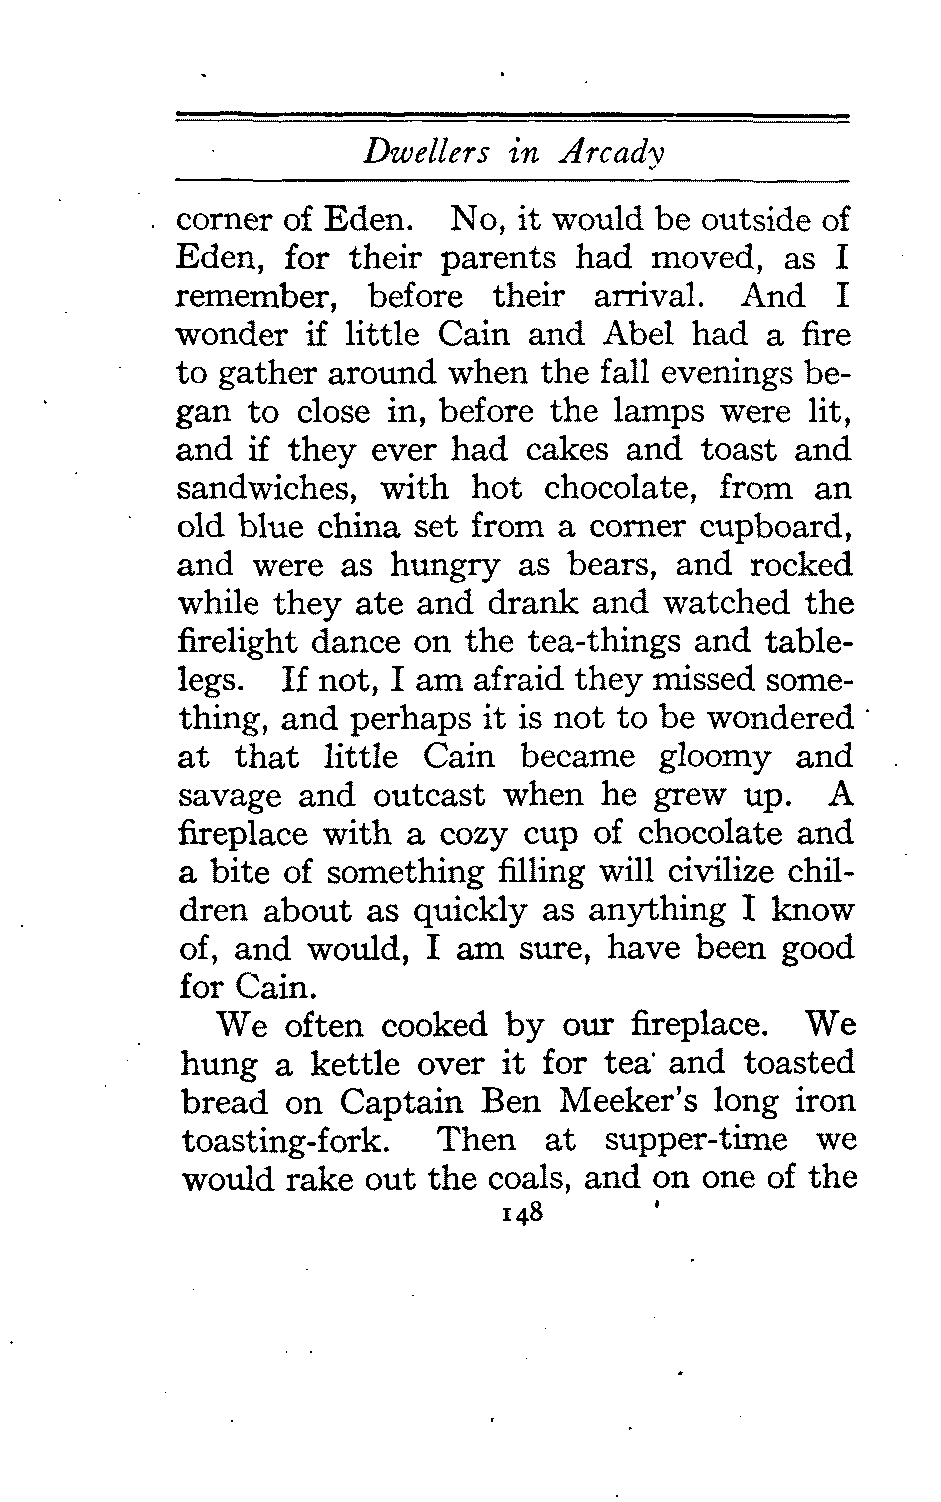 Dwellers in Arcady
corner of Eden. No, it would be outside of
Eden, for their parents had moved, as I
remember, before their arrival. And I
wonder if little Cain and Abel had a fire
to gather around when the fall evenings be-
gan to close in, before the lamps were lit,
and if they ever had cakes and toast and
sandwiches, with hot chocolate, from an
old blue china set from a corner cupboard,
and were as hungry as bears, and rocked
while they ate and drank and watched the
firelight dance on the tea-things and table-
legs. If not, I am afraid they missed some-
thing, and perhaps it is not to be wondered
at that little Cain became gloomy and
savage and outcast when he grew up. A
fireplace with a cozy cup of chocolate and
a bite of something filling will civilize chil-
dren about as quickly as anything I know
of, and would, I am sure, have been good
for Cain.
We often cooked by our fireplace. We
hung a kettle over it for tea and toasted
bread on Captain Ben Meeker's long iron
toasting-fork. Then at supper-time we
would rake out the coals, and on one of the
148